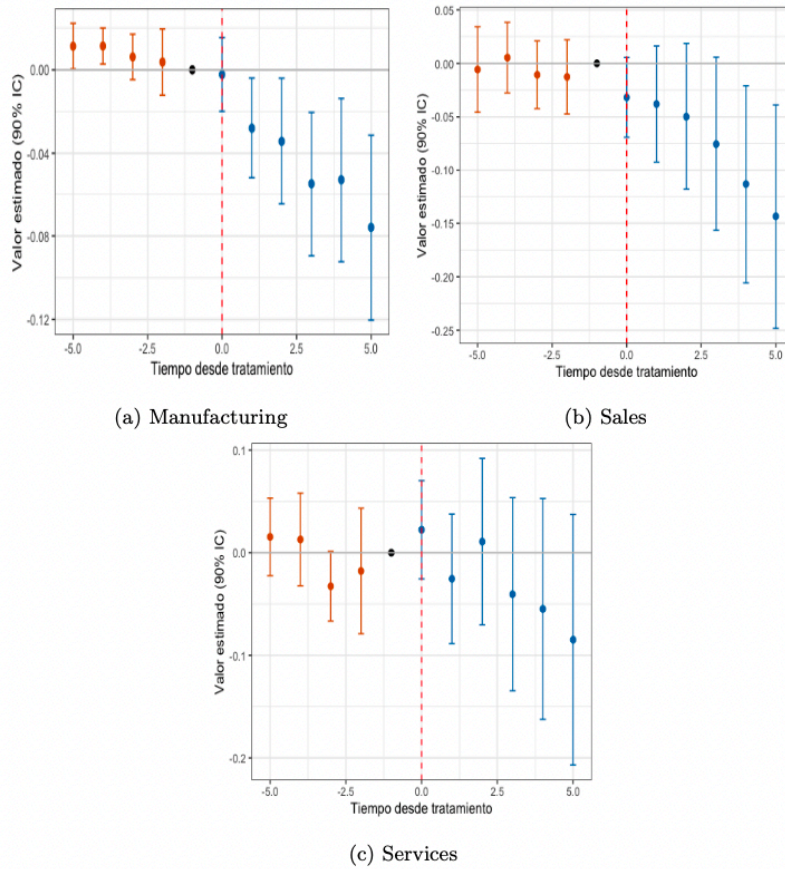 Valor estimado (90% IC)
0.00
-0.04
-0.08
-0.12
-5.0 -2.5 0.0 2.5 5.0
Tiempo desde tratamiento
(a) Manufacturing
Valor estimado (90% IC)
0.05
0.00
-0.05
-0.10
-0.15
-0.20
-0.25
-5.0 -2.5 0.0 2.5 5.0
Tiempo desde tratamiento
(b) Sales
Valor estimado (90% IC)
0.1
0.0
-0.1
-0.2
-5.0 -2.5 0.0 2.5 5.0
Tiempo desde tratamiento
(c) Services